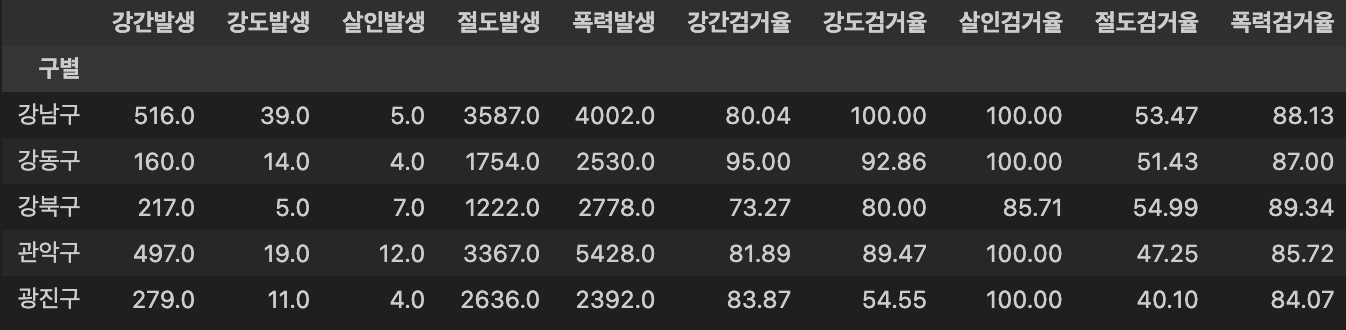 강간발생 강도발생 살인발생 절도발생 폭력발생 강간검거율 강도검거율 살인검거율 절도검거율 폭력검거율
구별
강남구 516.0 39.0 5.0 3587.0 4002.0 80.04 100.00 100.00 53.47 88.13
강동구 160.0 14.0 4.0 1754.0 2530.0 95.00 92.86 100.00 51.43 87.00
강북구 217.0 5.0 7.0 1222.0 2778.0 73.27 80.00 85.71 54.99 89.34
관악구 497.0 19.0 12.0 3367.0 5428.0 81.89 89.47 100.00 47.25 85.72
광진구 279.0 11.0 4.0 2636.0 2392.0 83.87 54.55 100.00 40.10 84.07